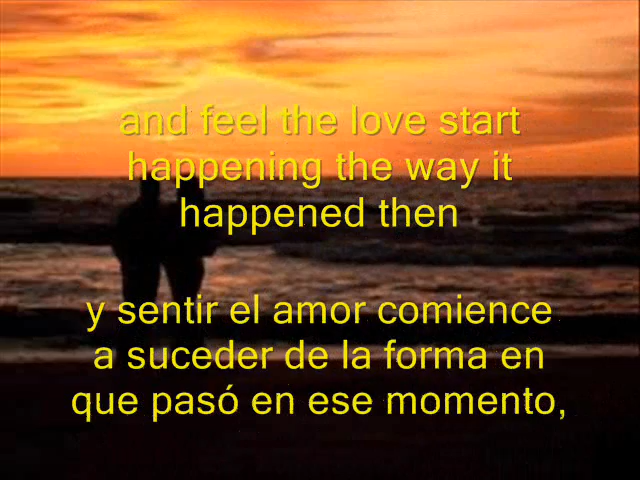 and feel the love start
happening the way it
happened then
y sentir el amor comience
a suceder de la forma en
que pasó en ese momento,